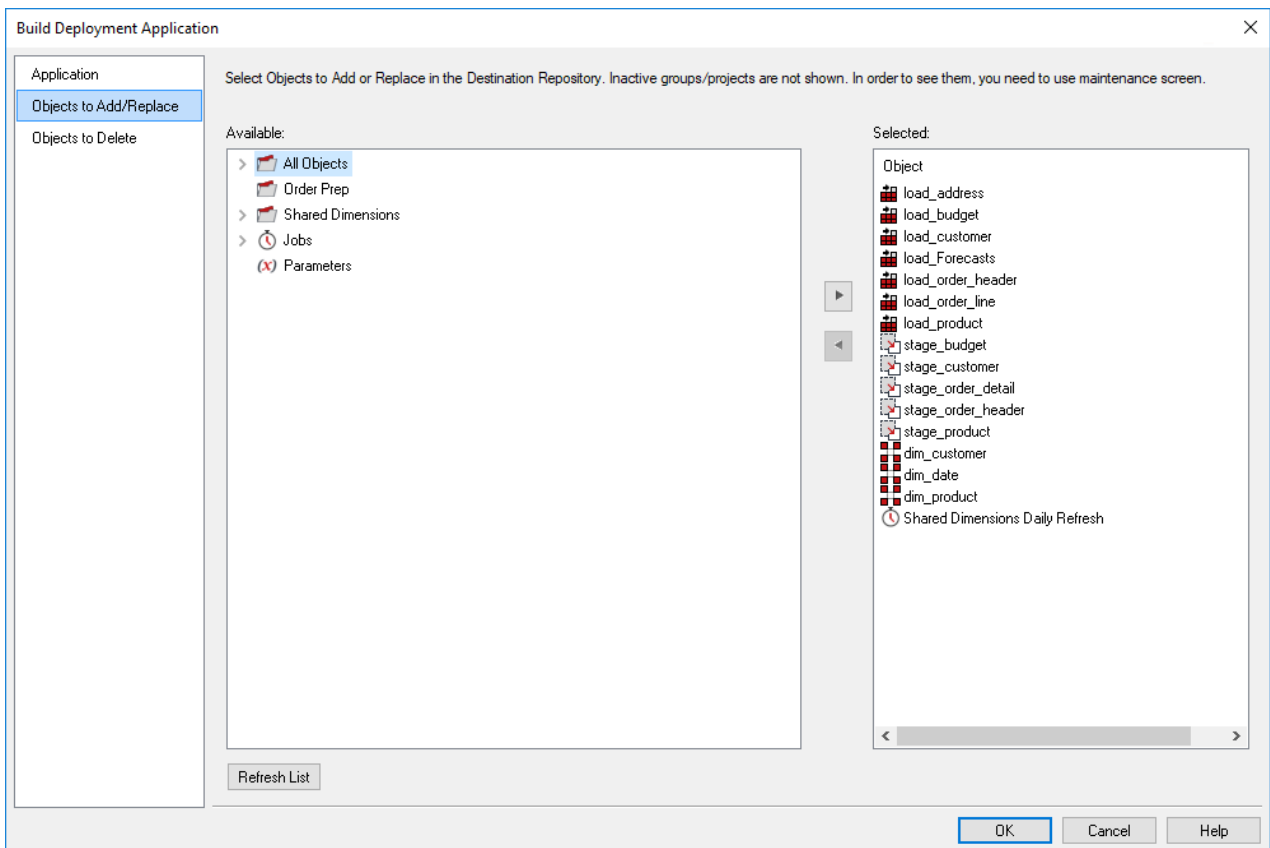 Build Deployment Application
Application
Objects to Add/Replace
Objects to Delete
Select Objects to Add or Replace in the Destination Repository. Inactive groups/projects are not shown. In order to see them, you need to use maintenance screen.
Available:
All Objects
Order Prep
Shared Dimensions
Jobs
(x) Parameters
Refresh List
Selected:
Object
load_address
load_budget
load_customer
load_Forecasts
load_order_header
load_order_line
load_product
stage_budget
stage_customer
stage_order_detail
stage_order_header
stage_product
dim_customer
dim_date
dim_product
Shared Dimensions Daily Refresh
OK
Cancel
Help